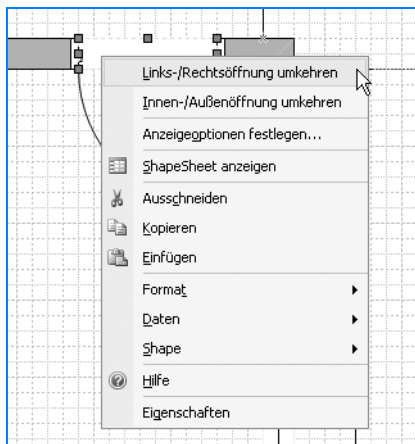 Links-/Rechtsöffnung umkehren
Innen-/Außenöffnung umkehren
Anzeigeoptionen festlegen...
ShapeSheet anzeigen
Ausschneiden
Kopieren
Einfügen
Format
Daten
Shape
Hilfe
Eigenschaften